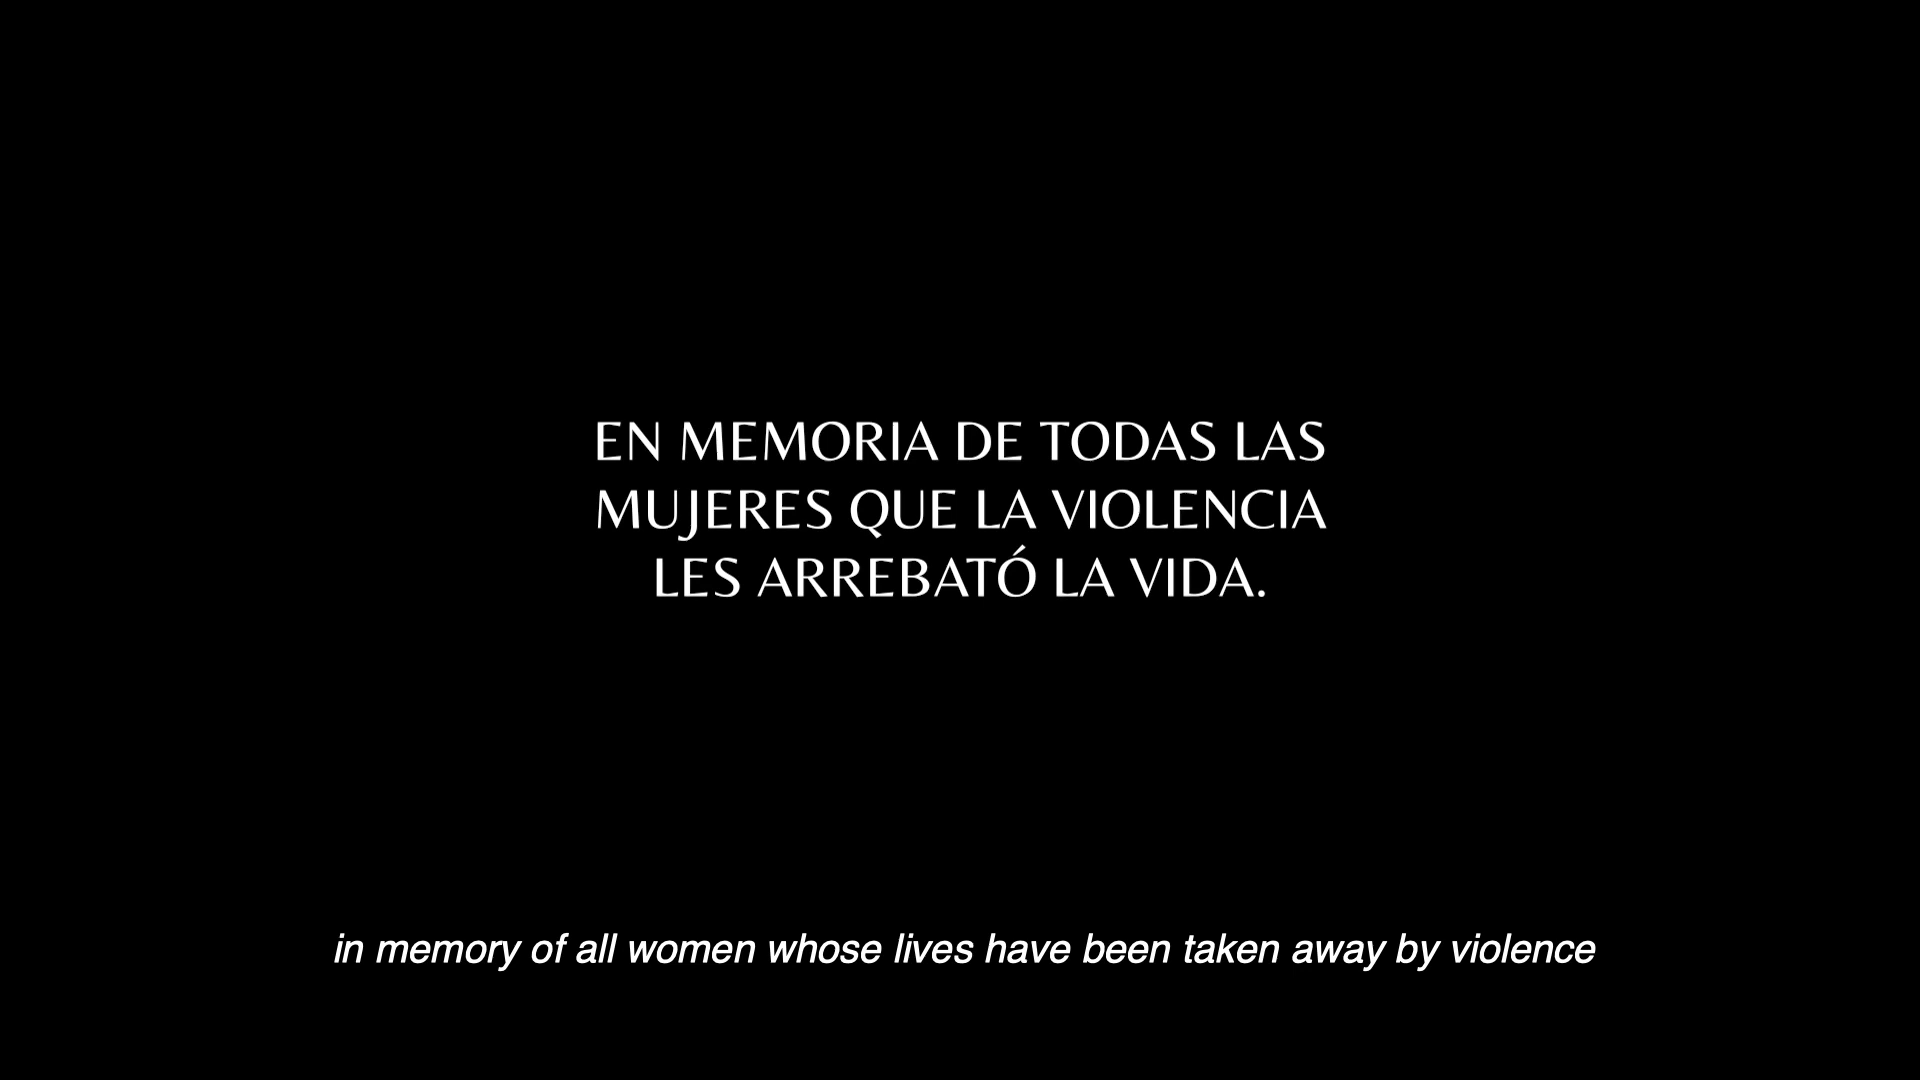 EN MEMORIA DE TODAS LAS
MUJERES QUE LA VIOLENCIA
LES ARREBATÓ LA VIDA.
in memory of all women whose lives have been taken away by violence